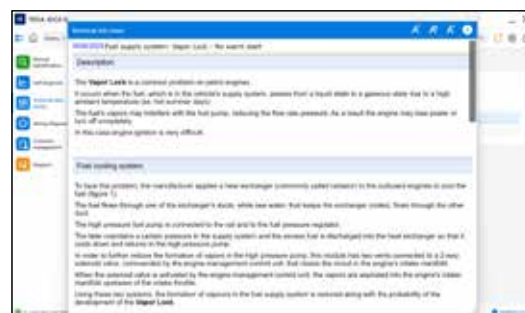 TEXA
Fuel supply system: Vapor Lock - No warm start
Description
The Vapor Lock is a common problem on petrol engines.
It occurs when the fuel, which is in the vehicle's supply system, passes from a liquid state to a gaseous state due to a high
ambient temperature (ex. hot summer days).
The fuel's vapors may interfere with the fuel pump, reducing the flow rate pressure. As a result the engine may lose power or
turn off completely.
In this case engine ignition is very difficult.
Fuel cooling system:
To face this problem, the manufacturer applies a new exchanger (commonly called radiator) to the outboard engines to cool the
fuel (figure 1).
The fuel flows through one of the exchanger's ducts, while sea water, that keeps the exchanger cooled, flows through the other
duct.
The high pressure fuel pump is connected to the rail and to the fuel pressure regulator.
The latter maintains a certain pressure in the supply system and the excess fuel is discharged into the heat exchanger so that it
cools down and returns in the high pressure pump.
In order to further reduce the formation of vapors in the high pressure pump, this module has two vents connected to a 2-way
solenoid valve, commanded by the engine management control unit, that closes the circuit in the engine's intake manifold.
When the solenoid valve is activated by the engine management control unit, the vapors are aspirated into the engine's intake
manifold upstream of the intake throttle.
Using these two systems, the formation of vapours in the fuel supply system is reduced along with the probability of the
development of the Vapor Lock.